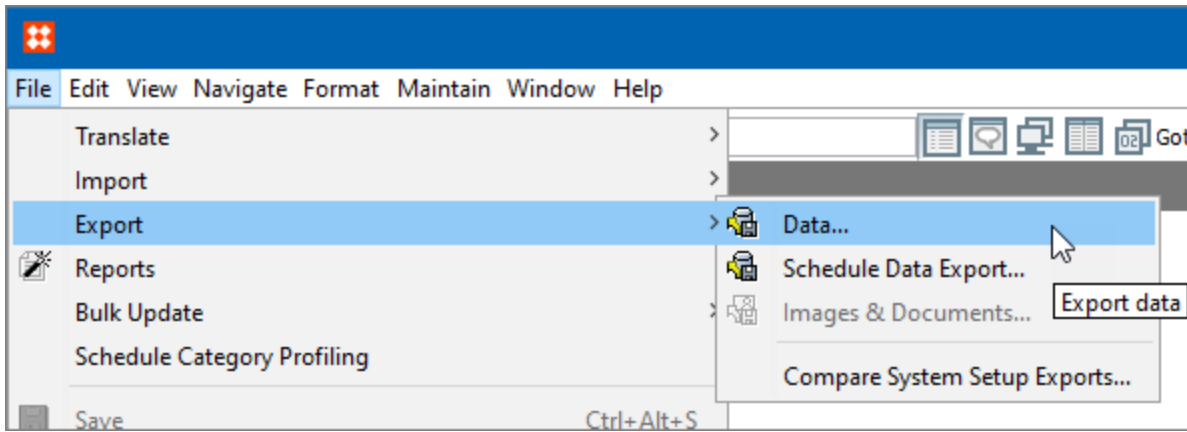 File Edit View Navigate Format Maintain Window Help
Translate
02 Got
Import
Export
Data...
Reports
Schedule Data Export...
Bulk Update
Images & Documents...
Export data
Schedule Category Profiling
Compare System Setup Exports...
Save Ctrl+Alt+S